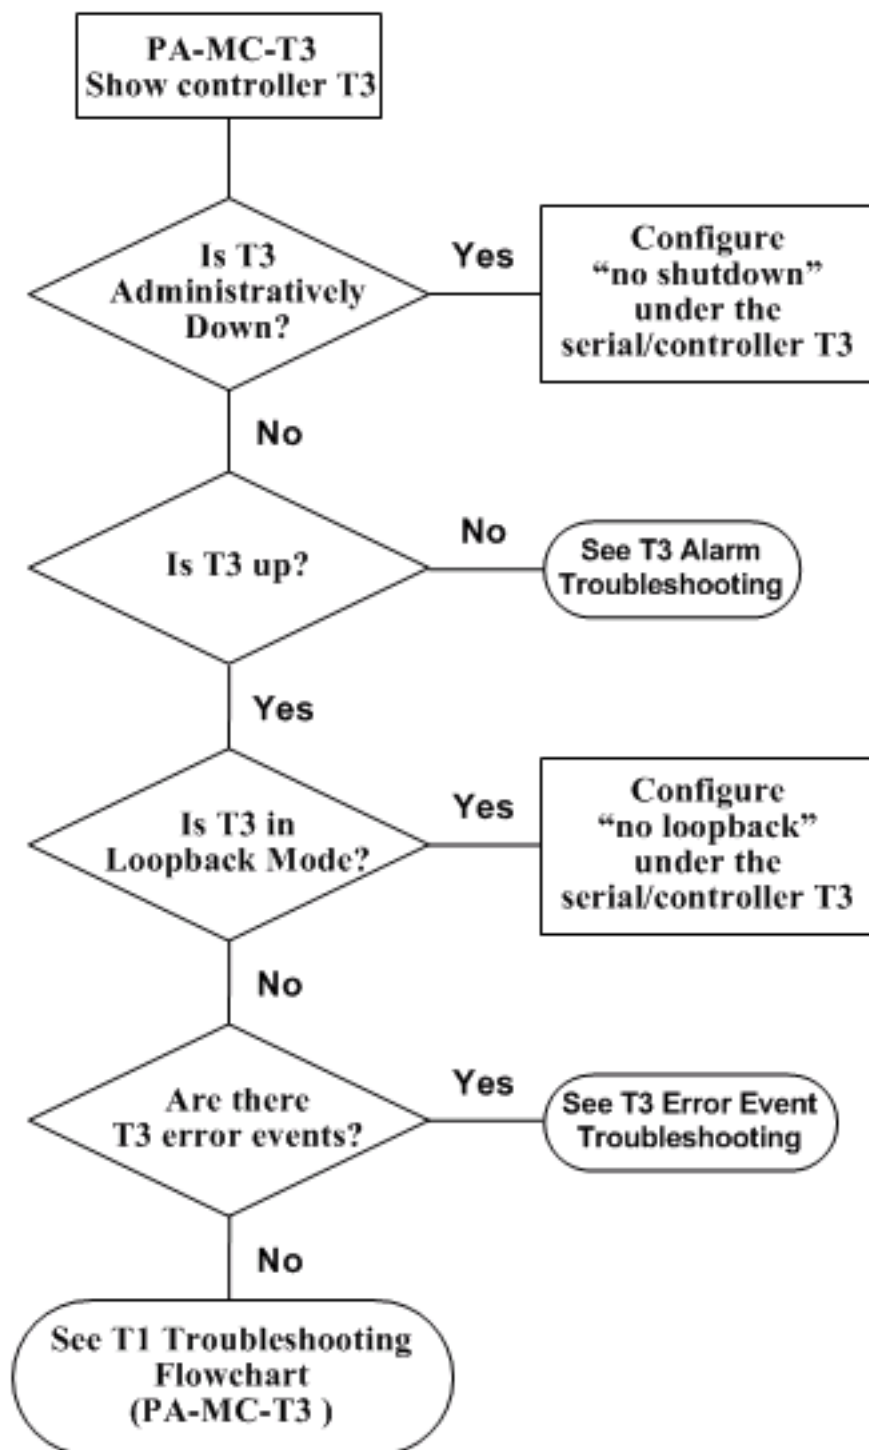 PA-MC-T3
Show controller T3
Is T3
Administratively
Down?
Yes
Configure
“no shutdown”
under the
serial/controller T3
No
Is T3 up?
No
See T3 Alarm
Troubleshooting
Yes
Is T3 in
Loopback Mode?
Yes
Configure
“no loopback”
under the
serial/controller T3
No
Are there
T3 error events?
Yes
See T3 Error Event
Troubleshooting
No
See T1 Troubleshooting
Flowchart
(PA-MC-T3 )